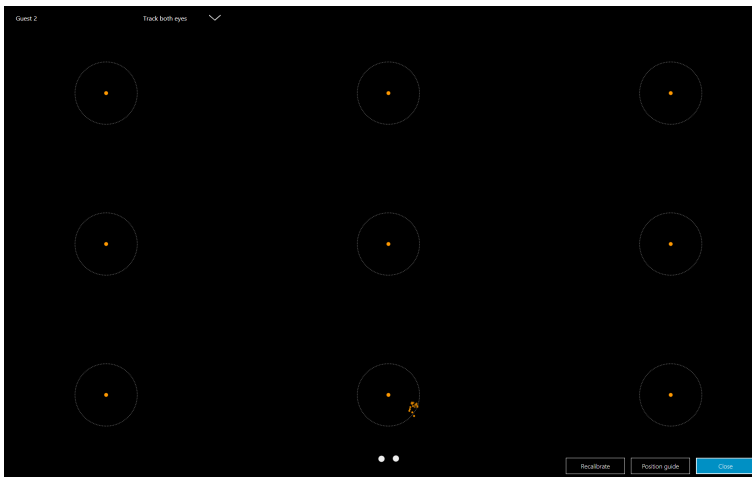 Guest 2
Track both eyes
Recalibrate
Position guide
Close